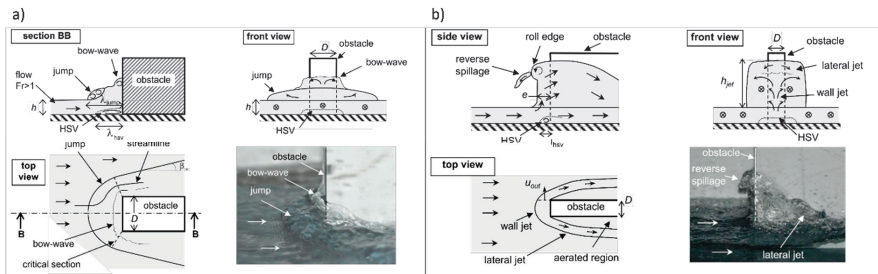 a)
section BB
bow-wave
jump
flow
Fr>1
h
λjump
obstacle
HSV
λhsv
front view
D
obstacle
bow-wave
jump
h
HSV
top
view
jump
streamline
obstacle
D
B
B
bow-wave
critical section
obstacle
bow-wave
jump
b)
side view
roll edge
obstacle
reverse
spillage
e
HSV
front view
D
obstacle
lateral jet
wall jet
hjet
HSV
top view
uout
obstacle
D
wall jet
lateral jet
aerated region
obstacle
reverse
spillage
lateral jet